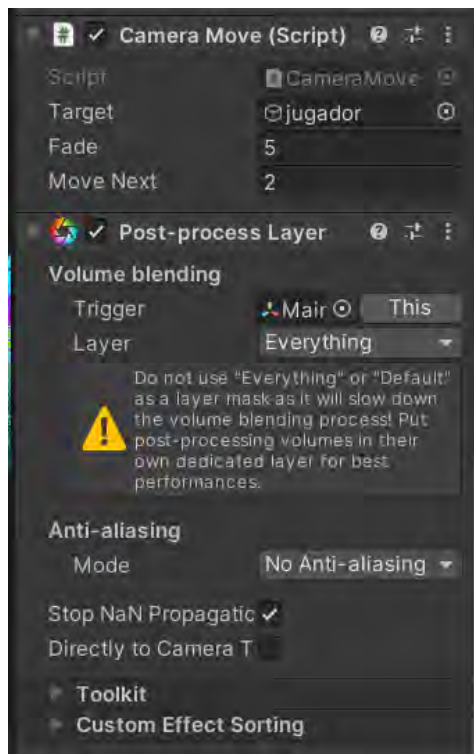 Camera Move (Script)
Script CameraMove
Target jugador
Fade 5
Move Next 2
Post-process Layer
Volume blending
Trigger Mair This
Layer Everything
Do not use "Everything" or "Default"
as a layer mask as it will slow down
the volume blending process! Put
post-processing volumes in their
own dedicated layer for best
performances.
Anti-aliasing
Mode No Anti-aliasing
Stop NaN Propagatic
Directly to Camera T
Toolkit
Custom Effect Sorting